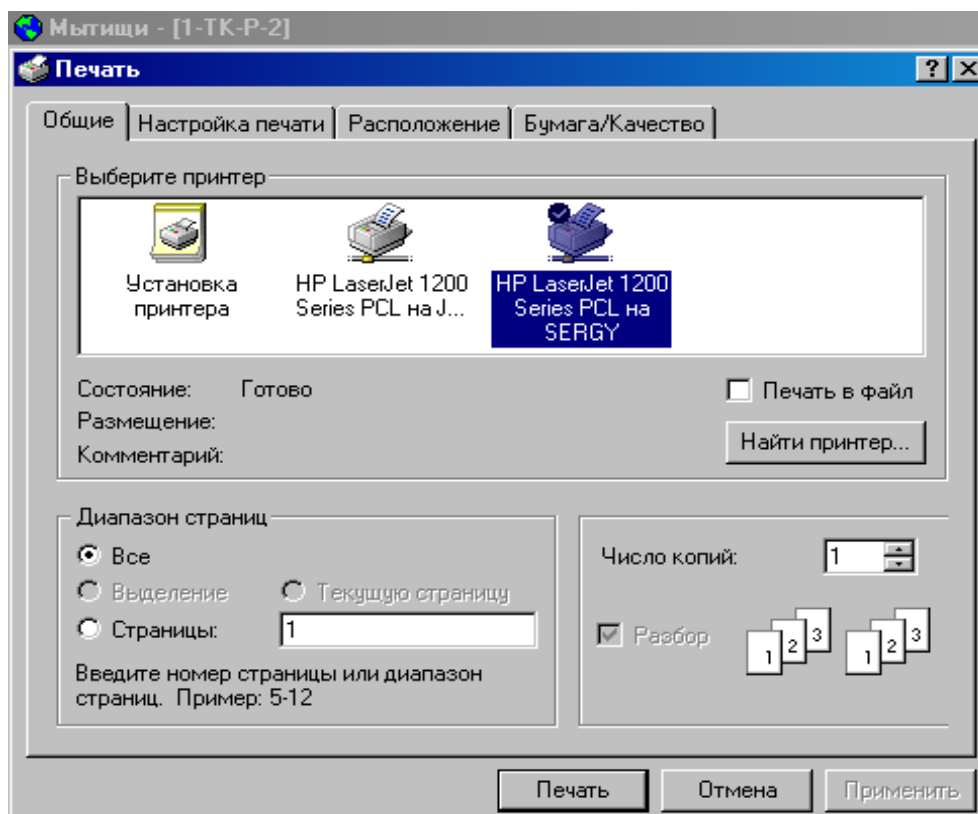 Мытищи - [1-ТК-Р-2]
Печать
Общие Настройка печати Расположение Бумага/Качество
Выберите принтер
Установка принтера
HP LaserJet 1200 Series PCL на J...
HP LaserJet 1200 Series PCL на SERGY
Состояние: Готово
Печать в файл
Размещение:
Найти принтер...
Комментарий:
Диапазон страниц
Все
Выделение Текущую страницу
Страницы: 1
Введите номер страницы или диапазон
страниц. Пример: 5-12
Число копий: 1
Разбор 1 2 3 1 2 3
Печать Отмена Применить